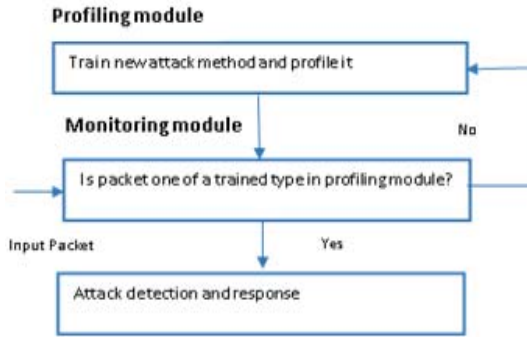 Profiling module
Train new attack method and profile it
Monitoring module
No
Is packet one of a trained type in profiling module?
Input Packet
Yes
Attack detection and response